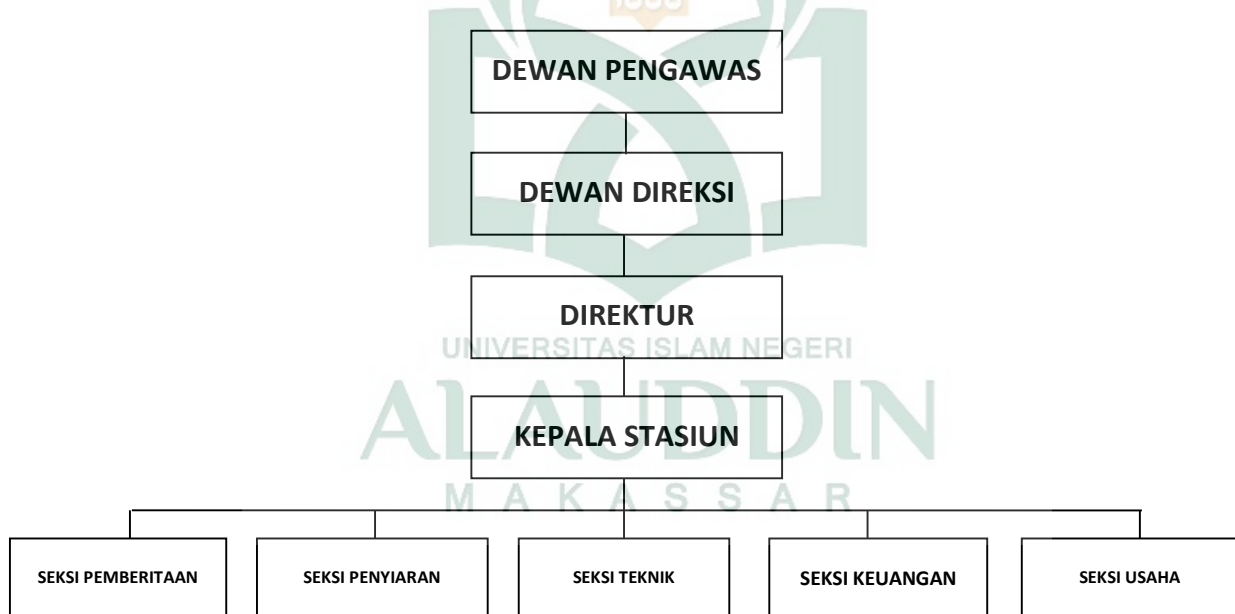 DEWAN PENGAWAS
DEWAN DIREKSI
DIREKTUR
UNIVERSITAS ISLAM NEGERI
ALAUDDIN
KEPALA STASIUN
MAKASSAR
SEKSI PEMBERITAAN
SEKSI PENYIARAN
SEKSI TEKNIK
SEKSI KEUANGAN
SEKSI USAHA